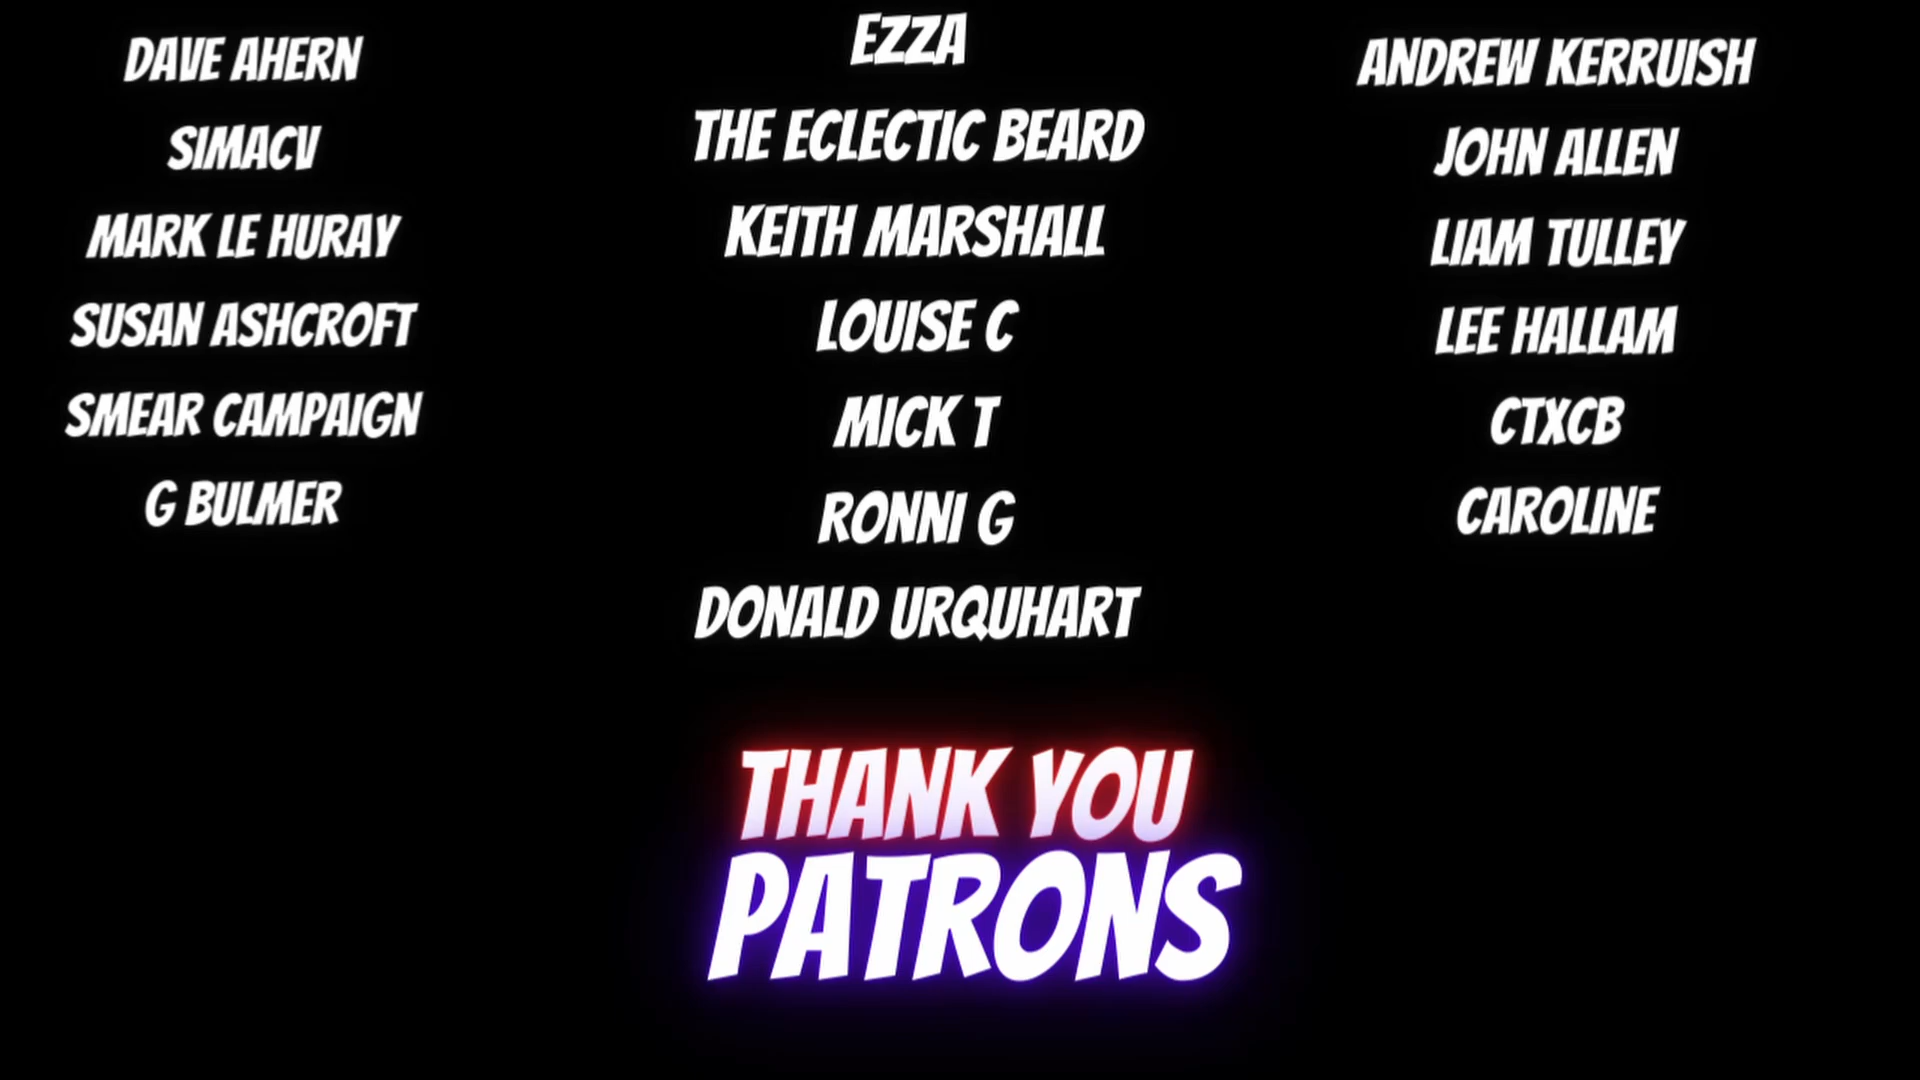 DAVE AHERN
SIMACV
MARK LE HURAY
SUSAN ASHCROFT
SMEAR CAMPAIGN
G BULMER
EZZA
THE ECLECTIC BEARD
KEITH MARSHALL
LOUISE C
MICK T
RONNI G
DONALD URQUHART
ANDREW KERRUISH
JOHN ALLEN
LIAM TULLEY
LEE HALLAM
CTXCB
CAROLINE
THANK YOU
PATRONS